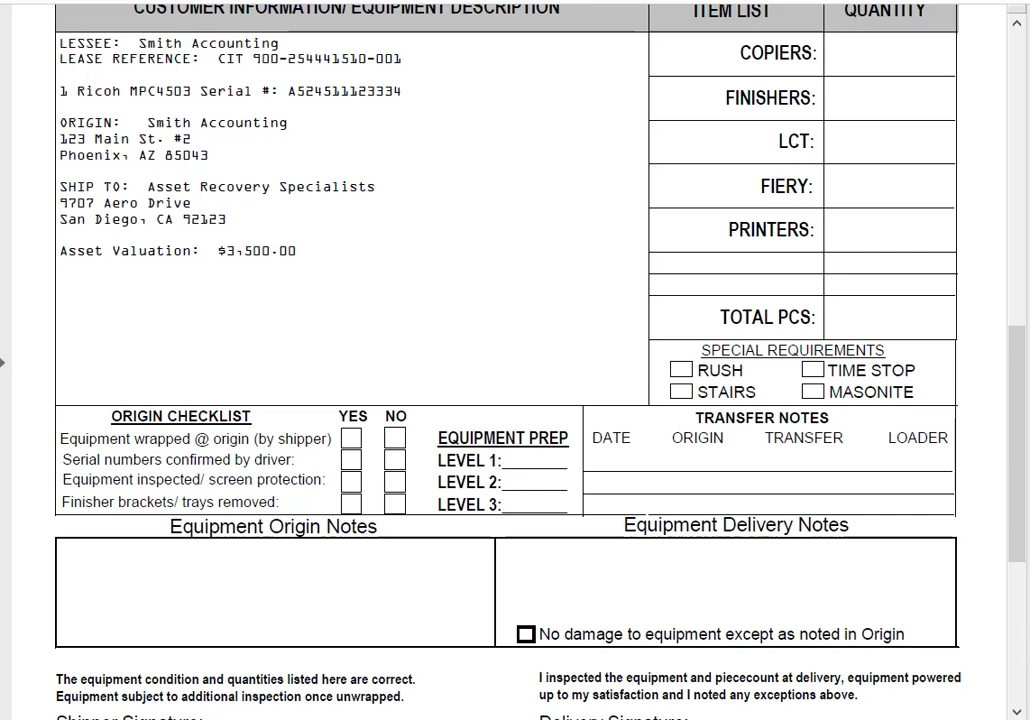 CUSTOMER INFORMATION/ EQUIPMENT DESCRIPTION
ITEM LIST
QUANTITY
LESSEE: Smith Accounting
LEASE REFERENCE: CIT 900-254441510-001
1 Ricoh MPC4503 Serial #: A524511123334
ORIGIN: Smith Accounting
123 Main St. #2
Phoenix, AZ 85043
SHIP TO: Asset Recovery Specialists
9707 Aero Drive
San Diego, CA 92123
Asset Valuation: $3,500.00
COPIERS:
FINISHERS:
LCT:
FIERY:
PRINTERS:
TOTAL PCS:
SPECIAL REQUIREMENTS
RUSH TIME STOP
STAIRS MASONITE
ORIGIN CHECKLIST YES NO
Equipment wrapped @ origin (by shipper)
Serial numbers confirmed by driver:
Equipment inspected/ screen protection:
Finisher brackets/ trays removed:
EQUIPMENT PREP
LEVEL 1:
LEVEL 2:
LEVEL 3:
TRANSFER NOTES
DATE ORIGIN TRANSFER LOADER
Equipment Origin Notes
Equipment Delivery Notes
No damage to equipment except as noted in Origin
The equipment condition and quantities listed here are correct.
Equipment subject to additional inspection once unwrapped.
I inspected the equipment and piececount at delivery, equipment powered
up to my satisfaction and I noted any exceptions above.
Shipper Signature:
Delivery Signature: